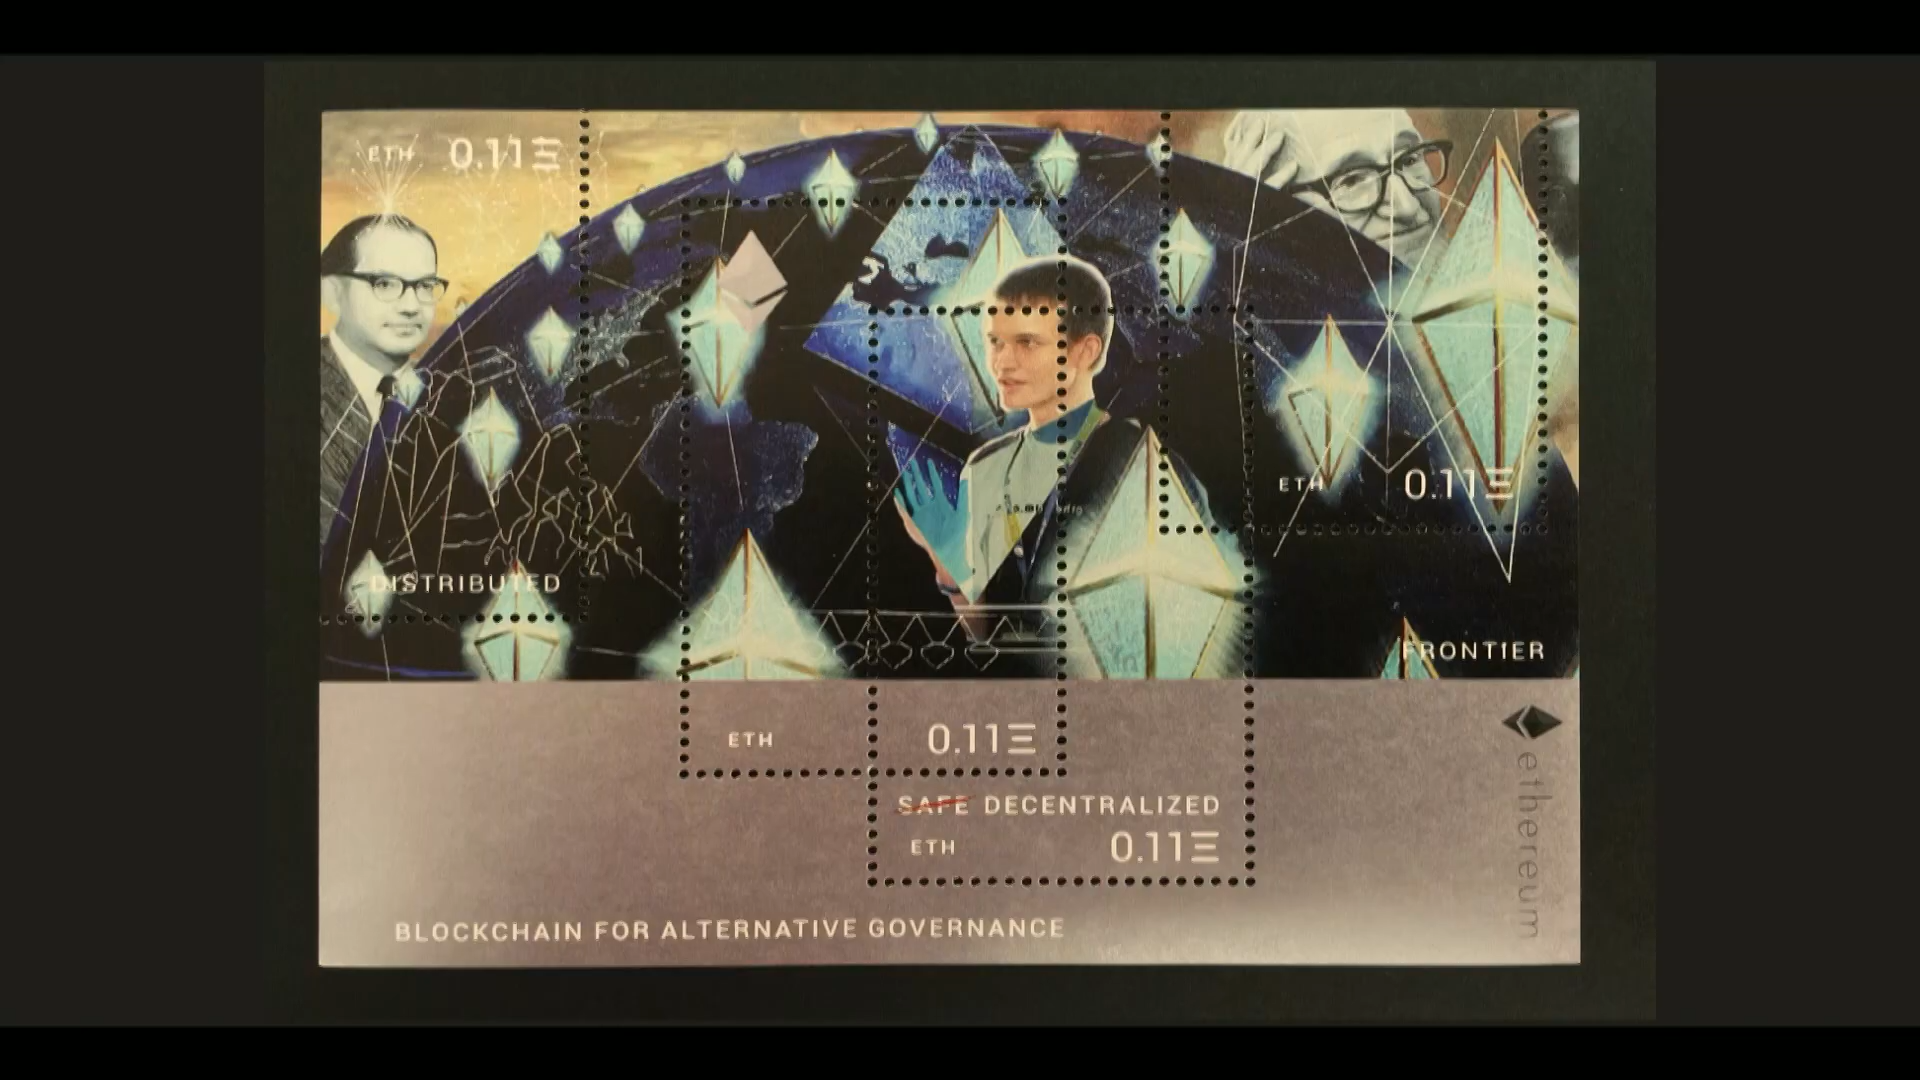 ETH 0.11Ξ
DISTRIBUTED
ETH 0.11Ξ
FRONTIER
ETH 0.11Ξ
SAFE DECENTRALIZED
ETH 0.11Ξ
ethereum
BLOCKCHAIN FOR ALTERNATIVE GOVERNANCE